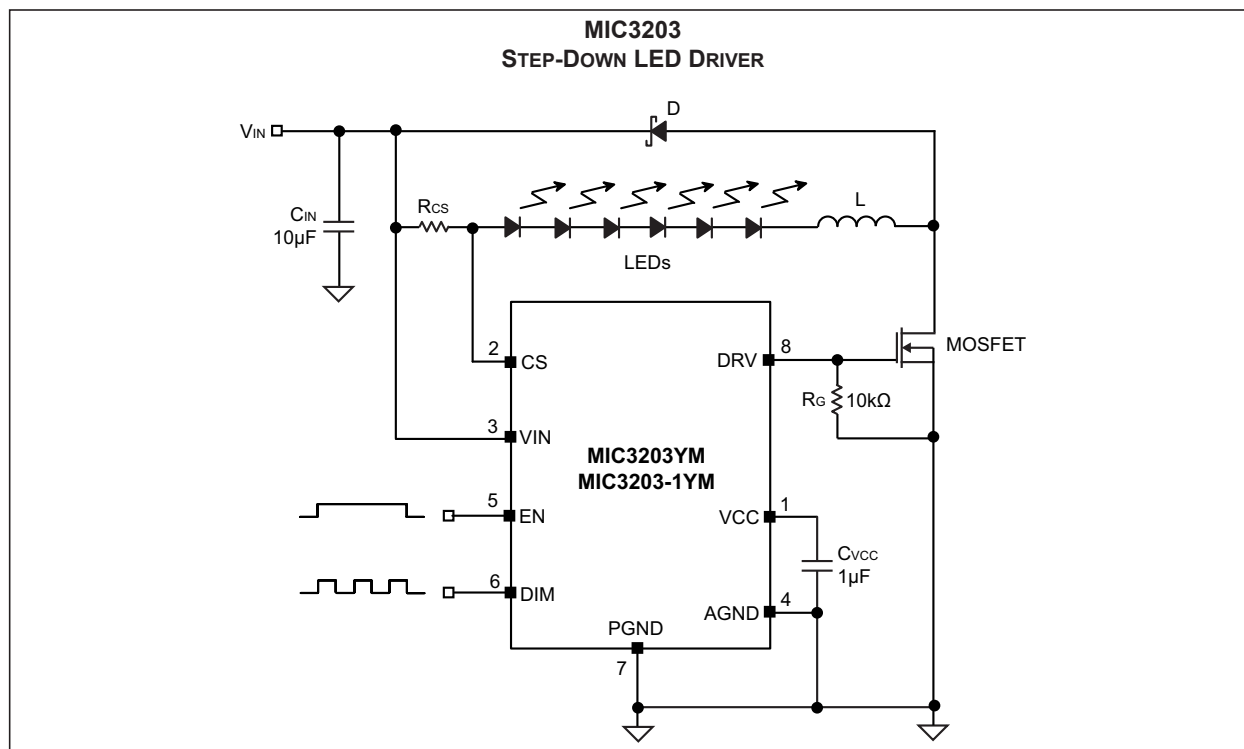 MIC3203
STEP-DOWN LED DRIVER
D
VIN
L
RCS
CIN
10µF
LEDs
2
CS
DRV
8
MOSFET
RG
10kΩ
3
VIN
MIC3203YM
MIC3203-1YM
5
EN
VCC
1
CVCC
1µF
6
DIM
AGND
4
PGND
7